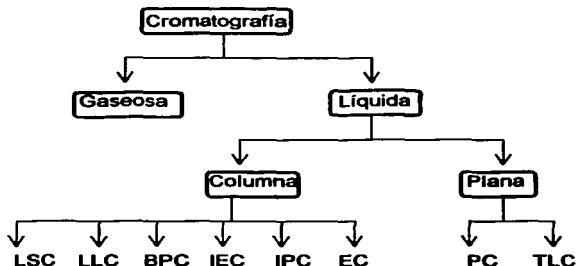 Cromatografía
Gaseosa Líquida
Columna Plana
LSC LLC BPC IEC IPC EC PC TLC